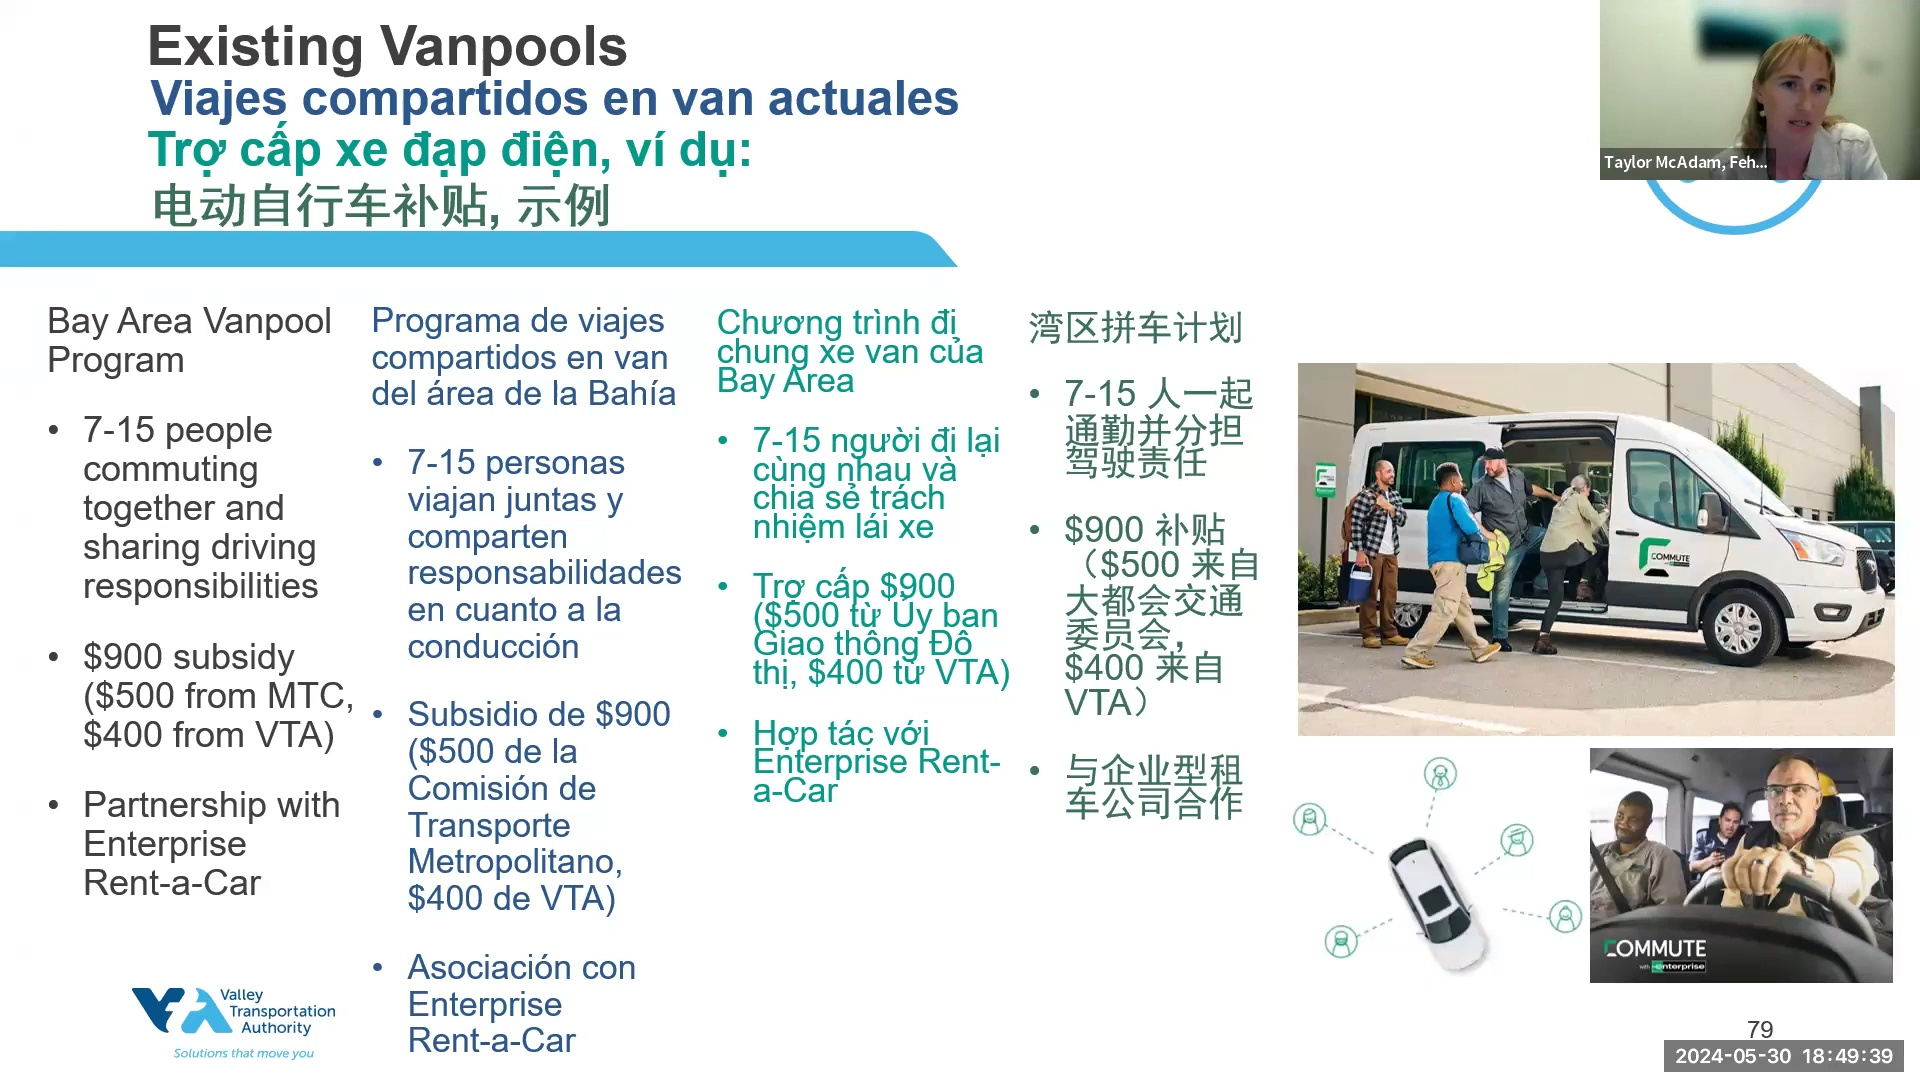 Existing Vanpools
Viajes compartidos en van actuales
Trợ cấp xe đạp điện, ví dụ:
电动自行车补贴, 示例
Taylor McAdam, Feh...
Bay Area Vanpool
Program
• 7-15 people
commuting
together and
sharing driving
responsibilities
• $900 subsidy
($500 from MTC,
$400 from VTA)
• Partnership with
Enterprise
Rent-a-Car
Programa de viajes
compartidos en van
del área de la Bahía
• 7-15 personas
viajan juntas y
comparten
responsabilidades
en cuanto a la
conducción
• Subsidio de $900
($500 de la
Comisión de
Transporte
Metropolitano,
$400 de VTA)
• Asociación con
Enterprise
Rent-a-Car
Chương trình đi
chung xe van của
Bay Area
• 7-15 người đi lại
cùng nhau và
chia sẻ trách
nhiệm lái xe
• Trợ cấp $900
($500 từ Ủy ban
Giao thông Đô
thị, $400 từ VTA)
• Hợp tác với
Enterprise Rent-
a-Car
湾区拼车计划
• 7-15 人一起
通勤并分担
驾驶责任
• $900 补贴
（$500 来自
大都会交通
委员会，
$400 来自
VTA）
• 与企业型租
车公司合作
COMMUTE
COMMUTE
with enterprise
VTA
Valley
Transportation
Authority
Solutions that move you
79
2024-05-30 18:49:39